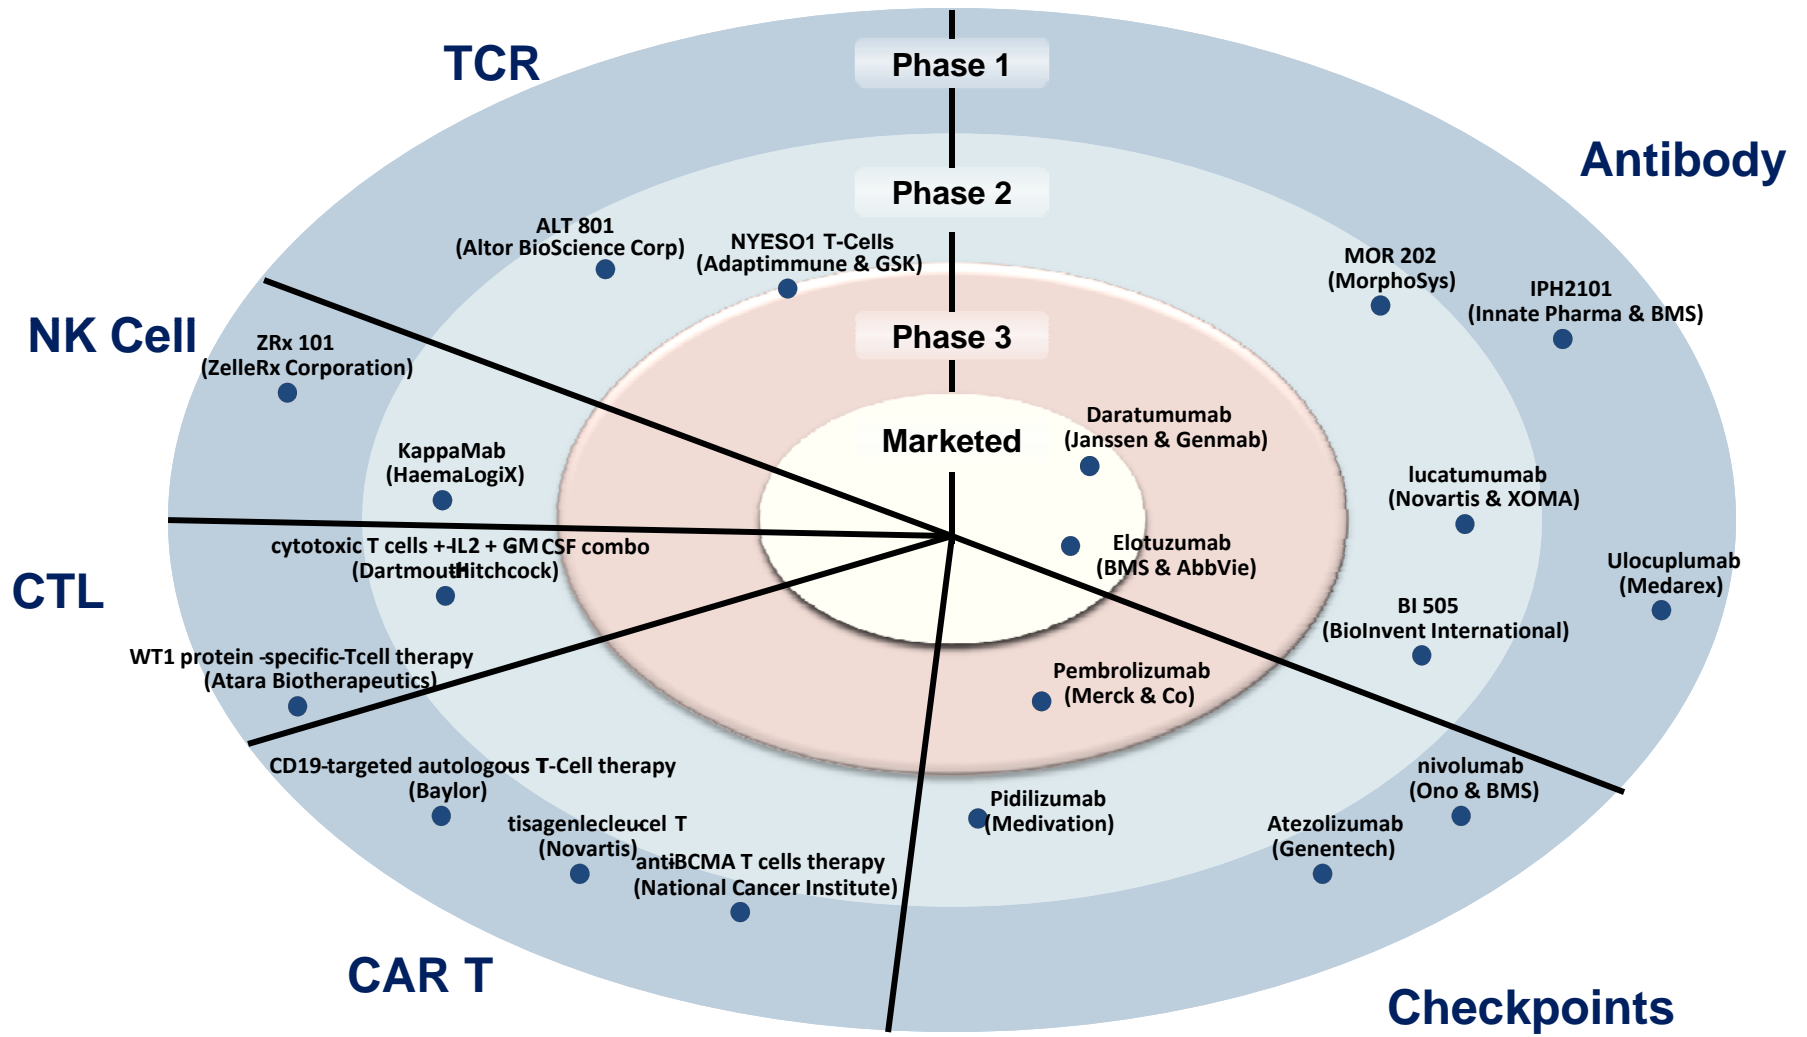 TCR
Phase 1
Antibody
Phase 2
ALT 801
(Altor BioScience Corp)
NYESO1 T-Cells
(Adaptimmune & GSK)
MOR 202
(MorphoSys)
IPH2101
(Innate Pharma & BMS)
NK Cell
ZRx 101
(ZelleRx Corporation)
Phase 3
Daratumumab
(Janssen & Genmab)
Marketed
KappaMab
(HaemaLogiX)
lucatumumab
(Novartis & XOMA)
cytotoxic T cells +-IL2 + GM CSF combo
(Dartmouth-Hitchcock)
Elotuzumab
(BMS & AbbVie)
Ulocuplumab
(Medarex)
CTL
BI 505
(BioInvent International)
WT1 protein -specific-Tcell therapy
(Atara Biotherapeutics)
Pembrolizumab
(Merck & Co)
CD19-targeted autologous T-Cell therapy
(Baylor)
nivolumab
(Ono & BMS)
Pidilizumab
(Medivation)
tisagenlecleucel-T
(Novartis)
Atezolizumab
(Genentech)
anti-BCMA T cells therapy
(National Cancer Institute)
CAR T
Checkpoints